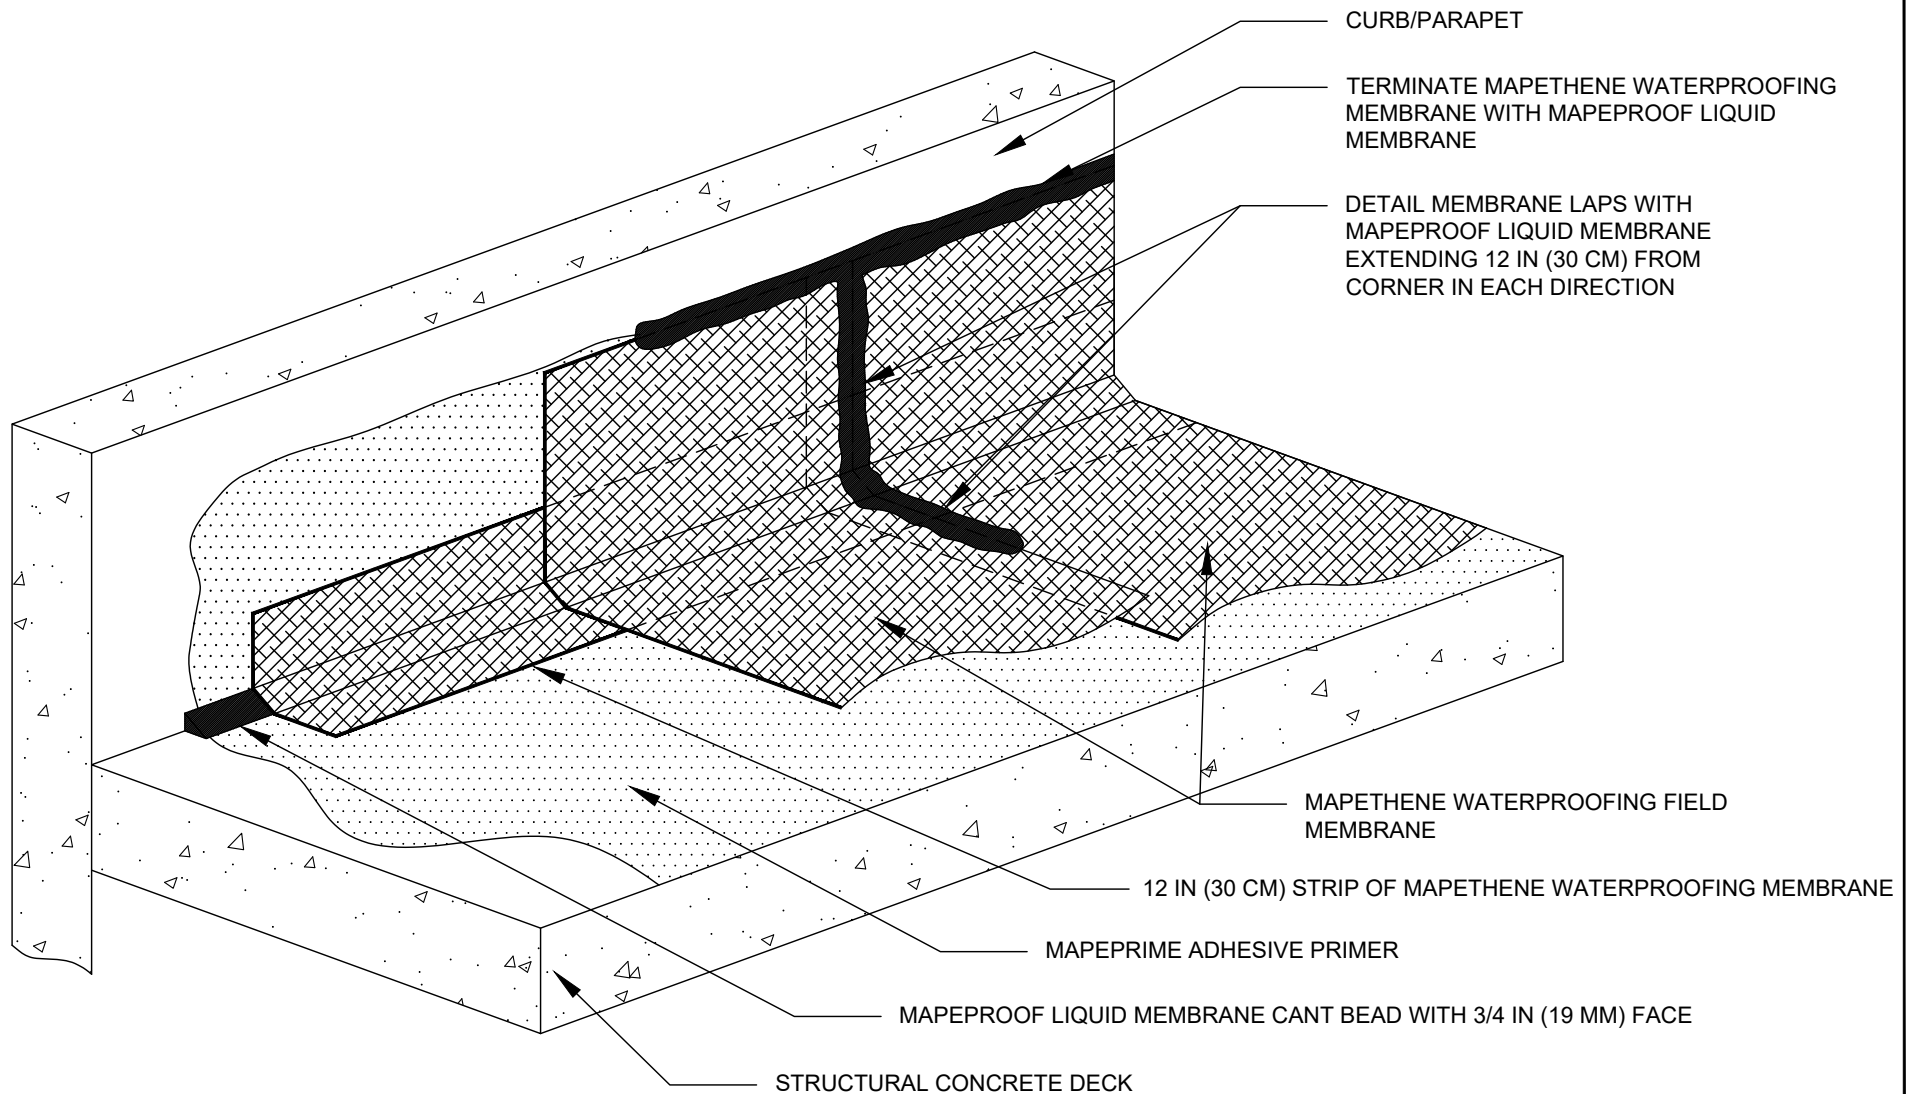 CURB/PARAPET
TERMINATE MAPETHENE WATERPROOFING
MEMBRANE WITH MAPEPROOF LIQUID
MEMBRANE
DETAIL MEMBRANE LAPS WITH
MAPEPROOF LIQUID MEMBRANE
EXTENDING 12 IN (30 CM) FROM
CORNER IN EACH DIRECTION
MAPETHENE WATERPROOFING FIELD
MEMBRANE
12 IN (30 CM) STRIP OF MAPETHENE WATERPROOFING MEMBRANE
MAPEPRIME ADHESIVE PRIMER
MAPEPROOF LIQUID MEMBRANE CANT BEAD WITH 3/4 IN (19 MM) FACE
STRUCTURAL CONCRETE DECK